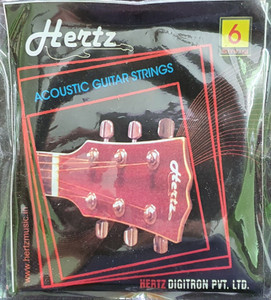 Hertz
6
ACOUSTIC GUITAR STRINGS
Hertz
www.hertzmusic.in
HERTZ DIGITRON PVT. LTD.